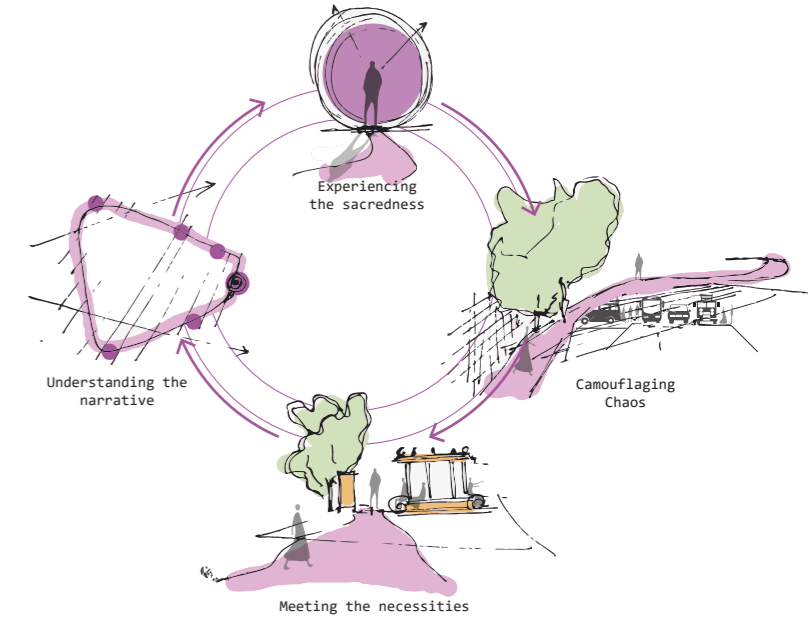 Experiencing
the sacredness
Understanding the
narrative
Camouflaging
Chaos
Meeting the necessities